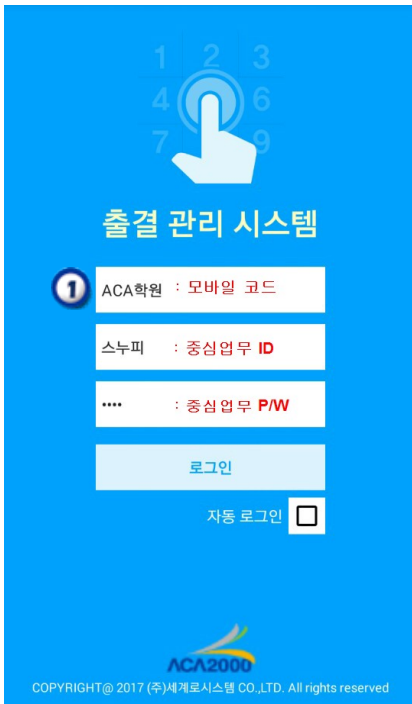 1 2 3
4 6
7 9
출결 관리 시스템
1 ACA학원 : 모바일 코드
스누피 : 중심업무 ID
•••• : 중심업무 P/W
로그인
자동 로그인
ACA2000
COPYRIGHT@ 2017 (주)세계로시스템 CO.,LTD. All rights reserved